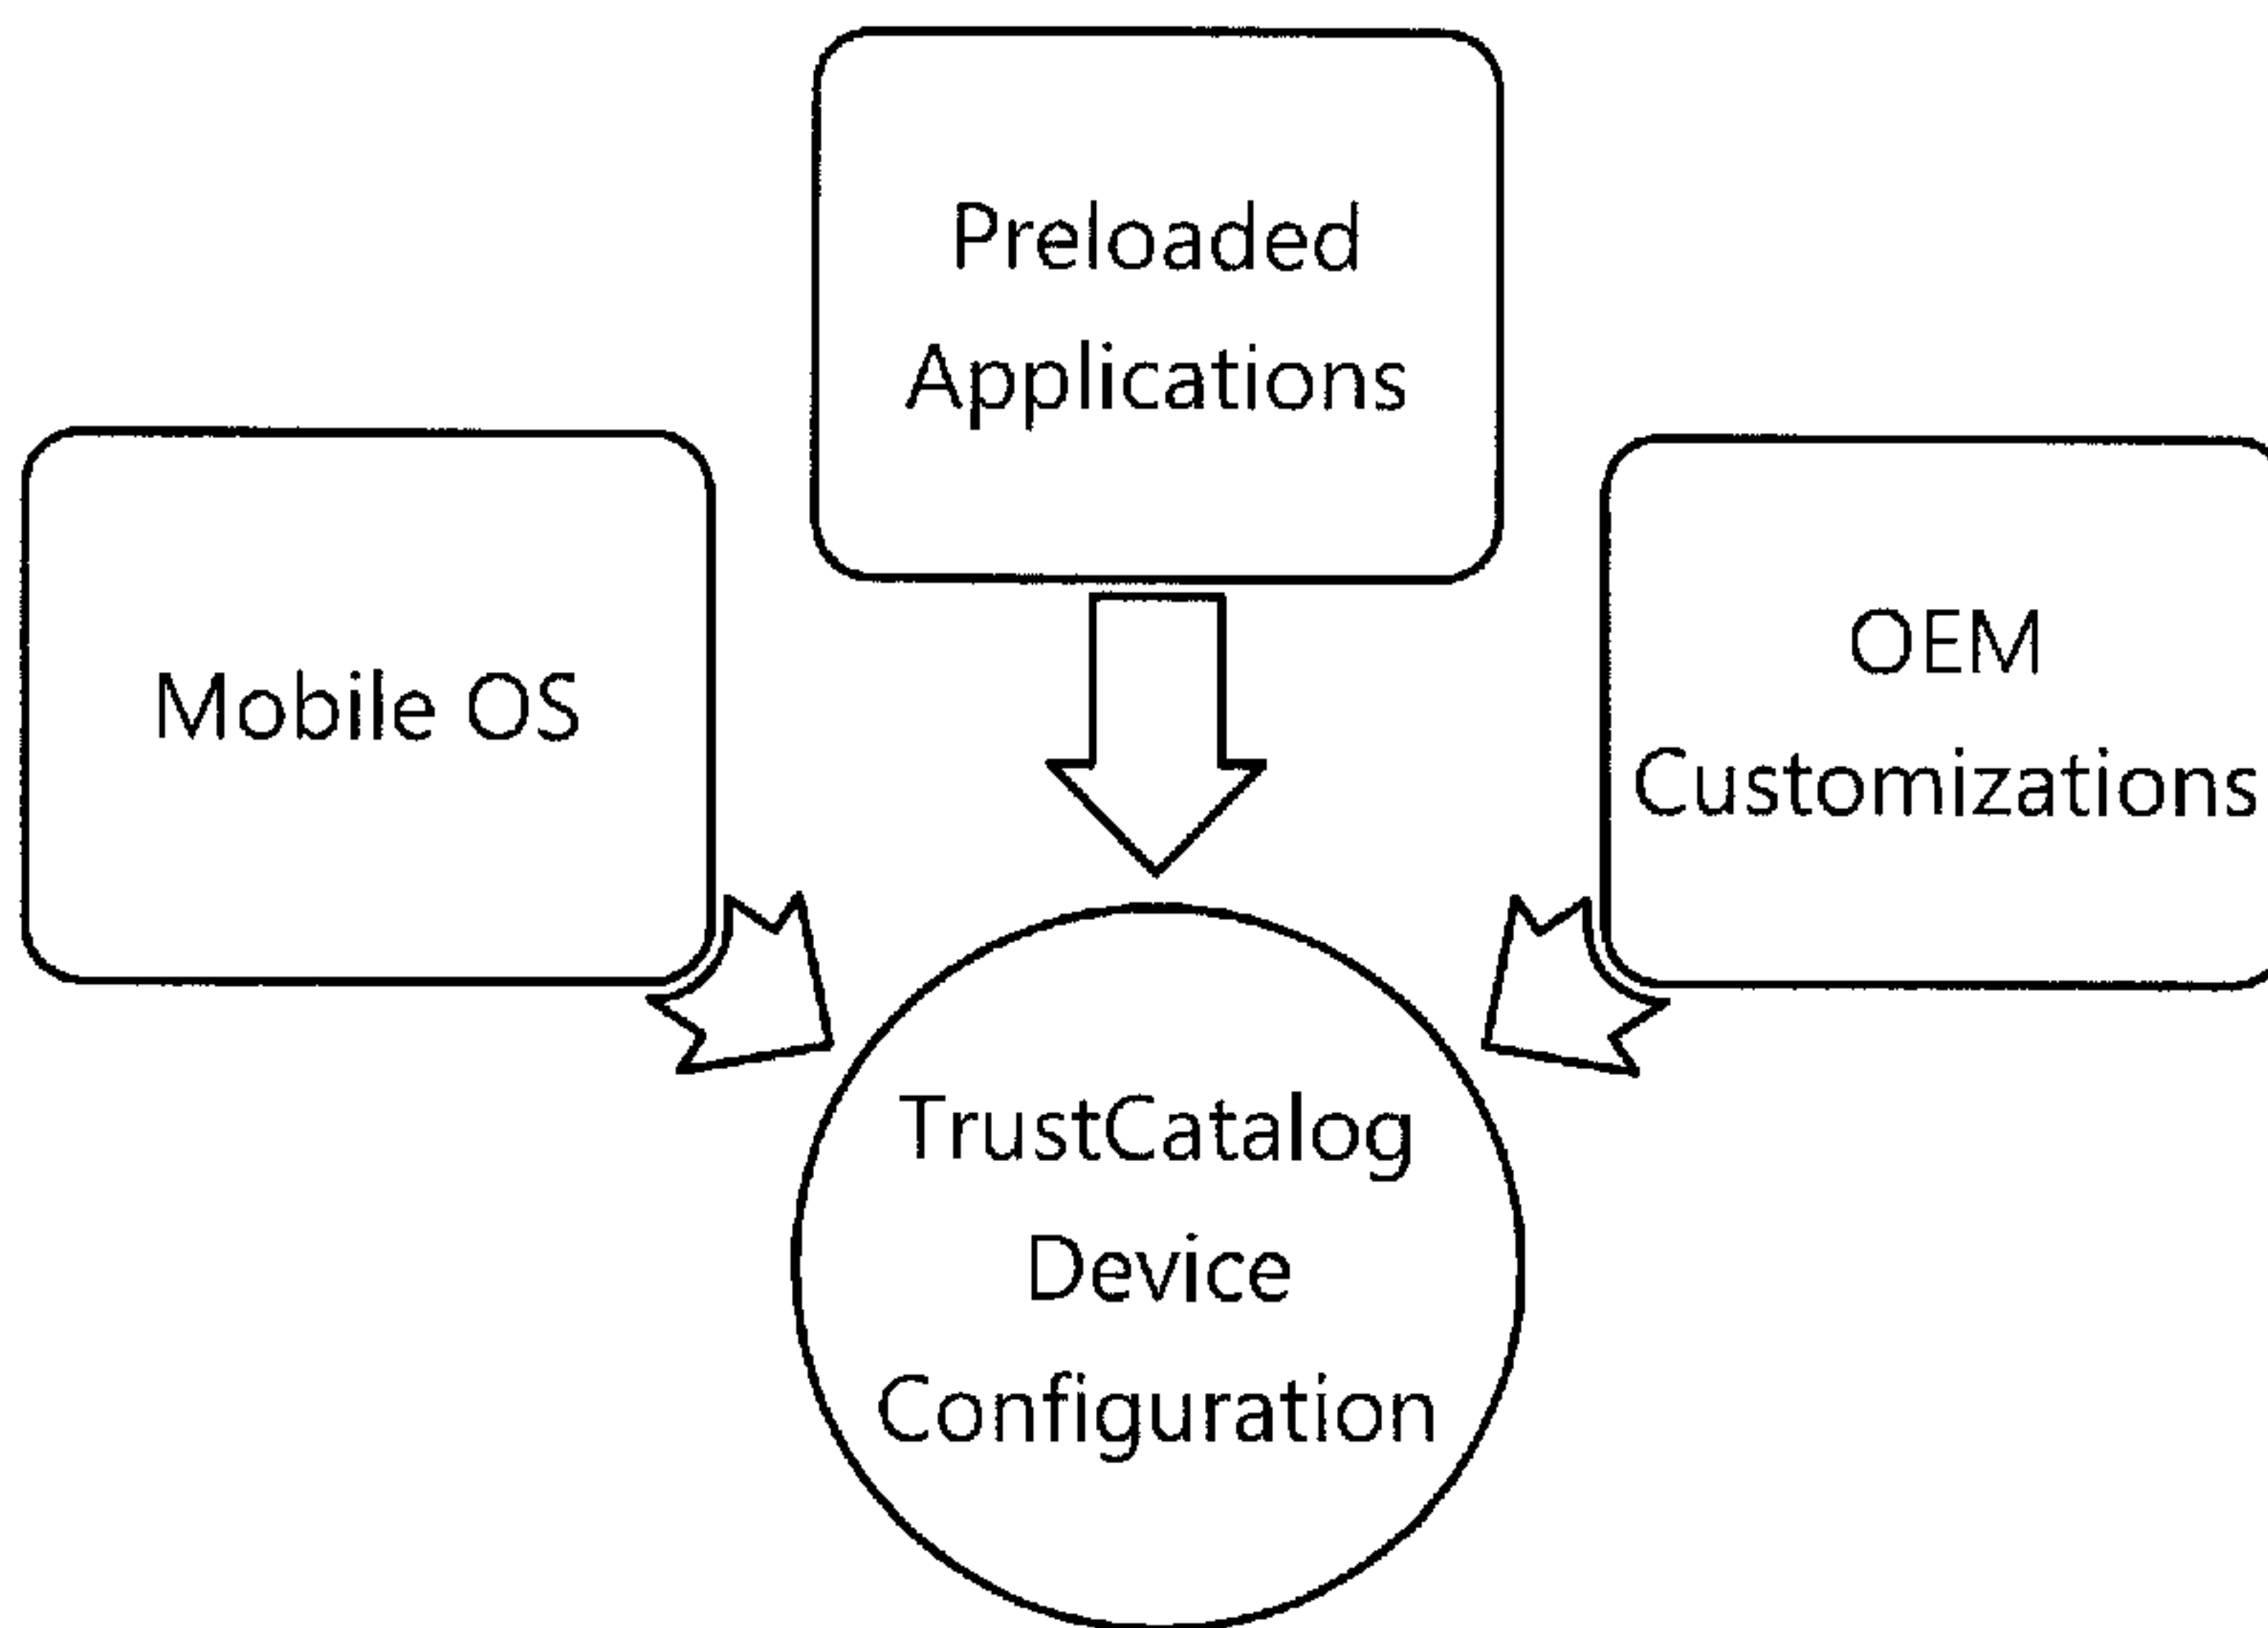 Preloaded
Applications
Mobile OS
OEM
Customizations
TrustCatalog
Device
Configuration